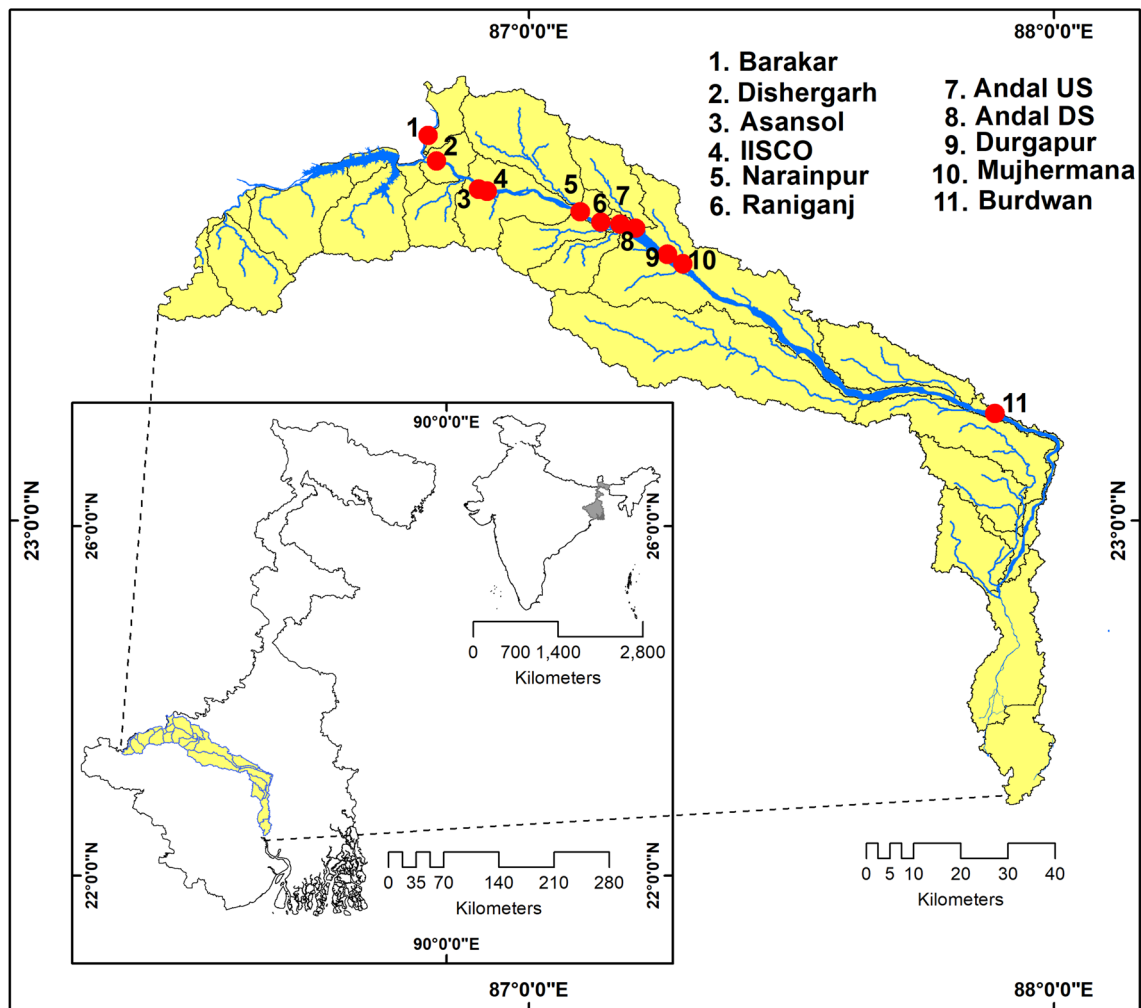 87°0'0"E
88°0'0"E
1. Barakar
2. Dishergarh
3. Asansol
4. IISCO
5. Narainpur
6. Raniganj
7. Andal US
8. Andal DS
9. Durgapur
10. Mujhermana
11. Burdwan
1
2
3
4
5
6
7
8
9
10
11
90°0'0"E
23°0'0"N
26°0'0"N
26°0'0"N
23°0'0"N
0 700 1,400 2,800
Kilometers
22°0'0"N
0 35 70 140 210 280
Kilometers
22°0'0"N
0 5 10 20 30 40
Kilometers
90°0'0"E
87°0'0"E
88°0'0"E